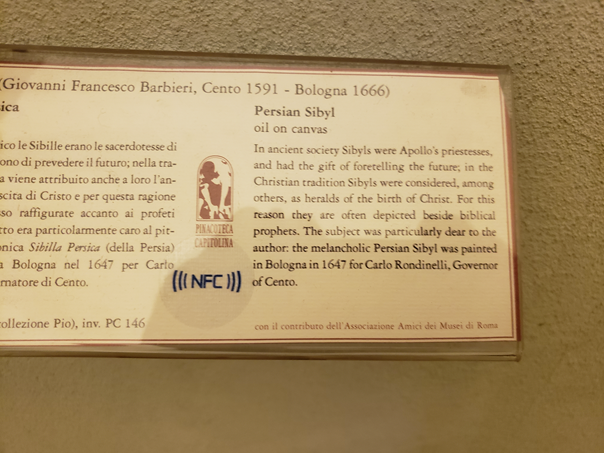 (Giovanni Francesco Barbieri, Cento 1591 - Bologna 1666)
ica
ico le Sibille erano le sacerdotesse di
ono di prevedere il futuro; nella tra-
a viene attribuito anche a loro l'an-
scita di Cristo e per questa ragione
sso raffigurate accanto ai profeti
tto era particolarmente caro al pit-
nica Sibilla Persica (della Persia)
a Bologna nel 1647 per Carlo
rnatore di Cento.
ollezione Pio), inv. PC 146
PINACOTECA
CAPITOLINA
NFC
Persian Sibyl
oil on canvas
In ancient society Sibyls were Apollo's priestesses,
and had the gift of foretelling the future; in the
Christian tradition Sibyls were considered, among
others, as heralds of the birth of Christ. For this
reason they are often depicted beside biblical
prophets. The subject was particularly dear to the
author: the melancholic Persian Sibyl was painted
in Bologna in 1647 for Carlo Rondinelli, Governor
of Cento.
con il contributo dell'Associazione Amici dei Musei di Roma